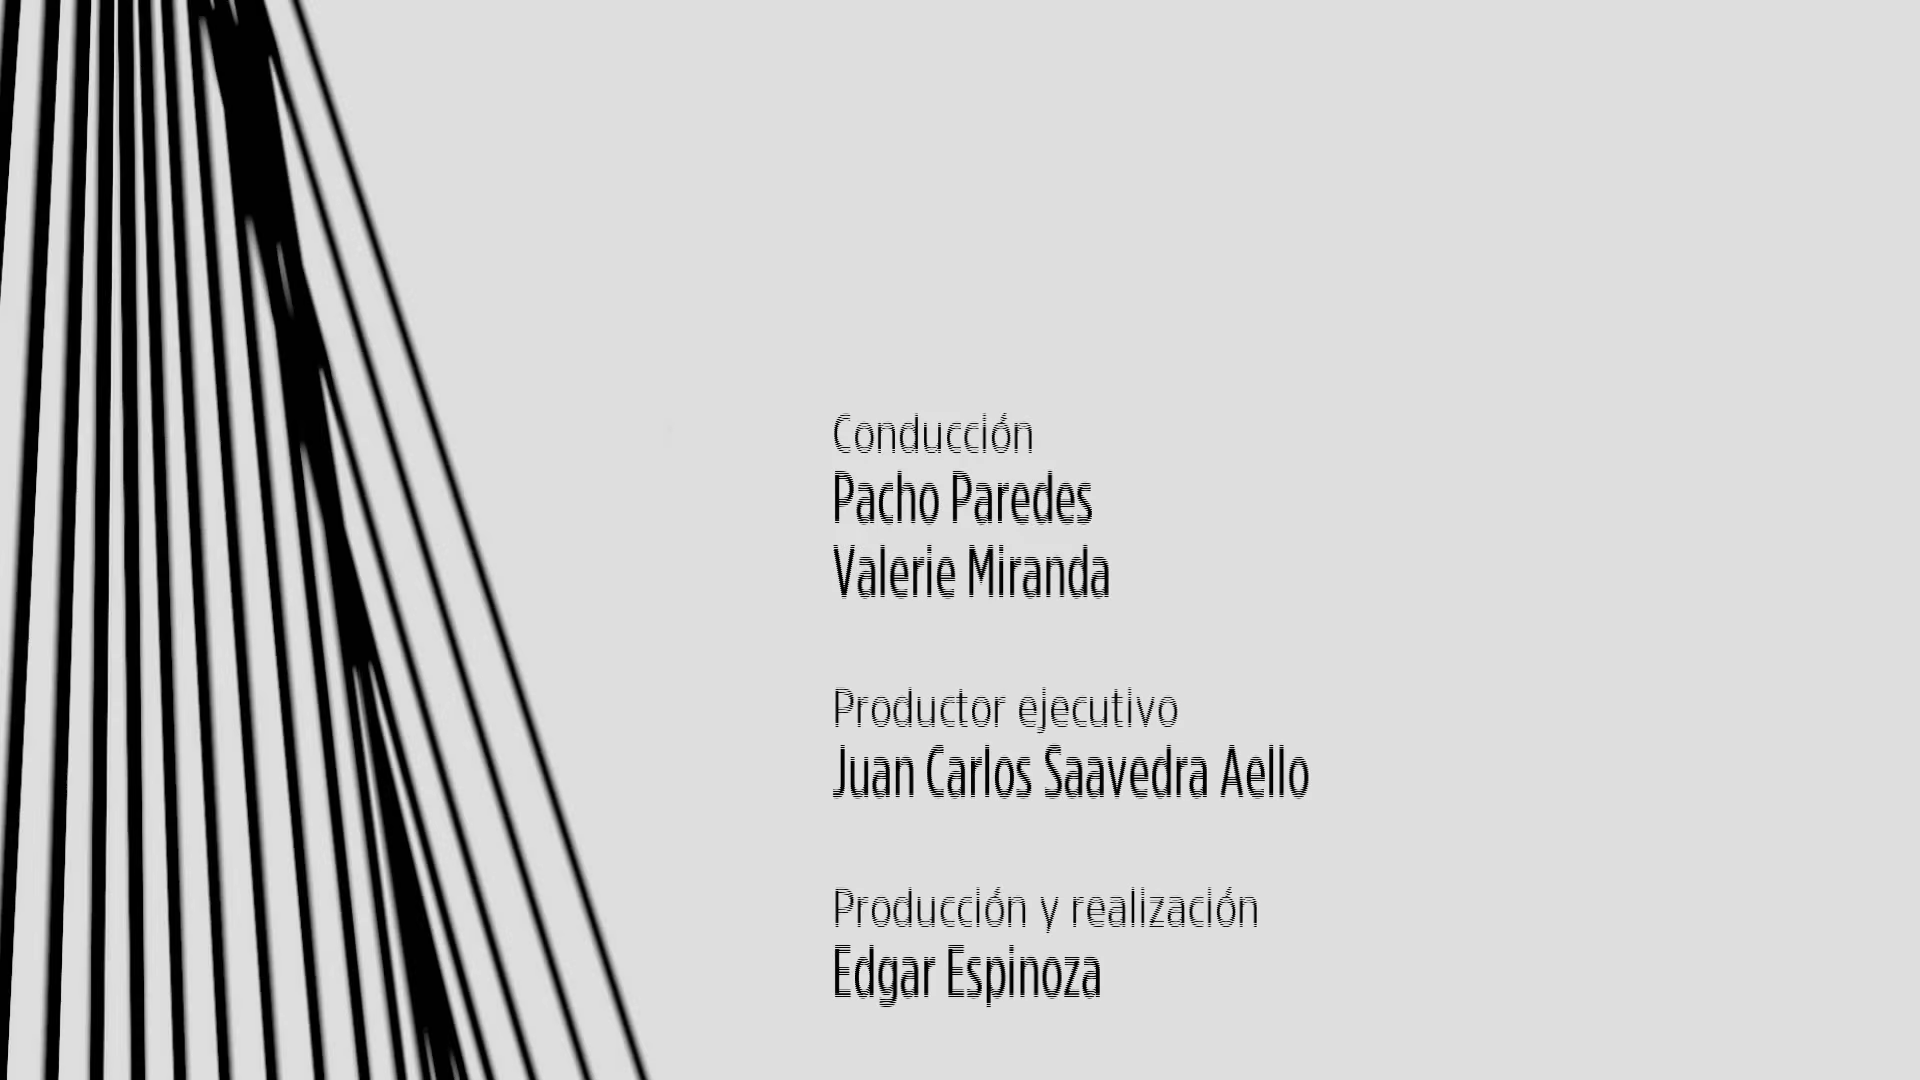 Conducción
Pacho Paredes
Valerie Miranda
Productor ejecutivo
Juan Carlos Saavedra Aello
Producción y realización
Edgar Espinoza